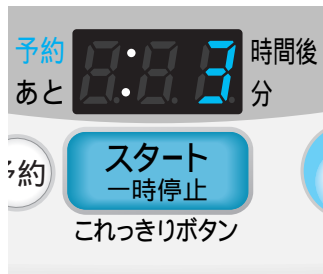 予約 3 時間後
あと 分
約
スタート
一時停止
これっきりボタン